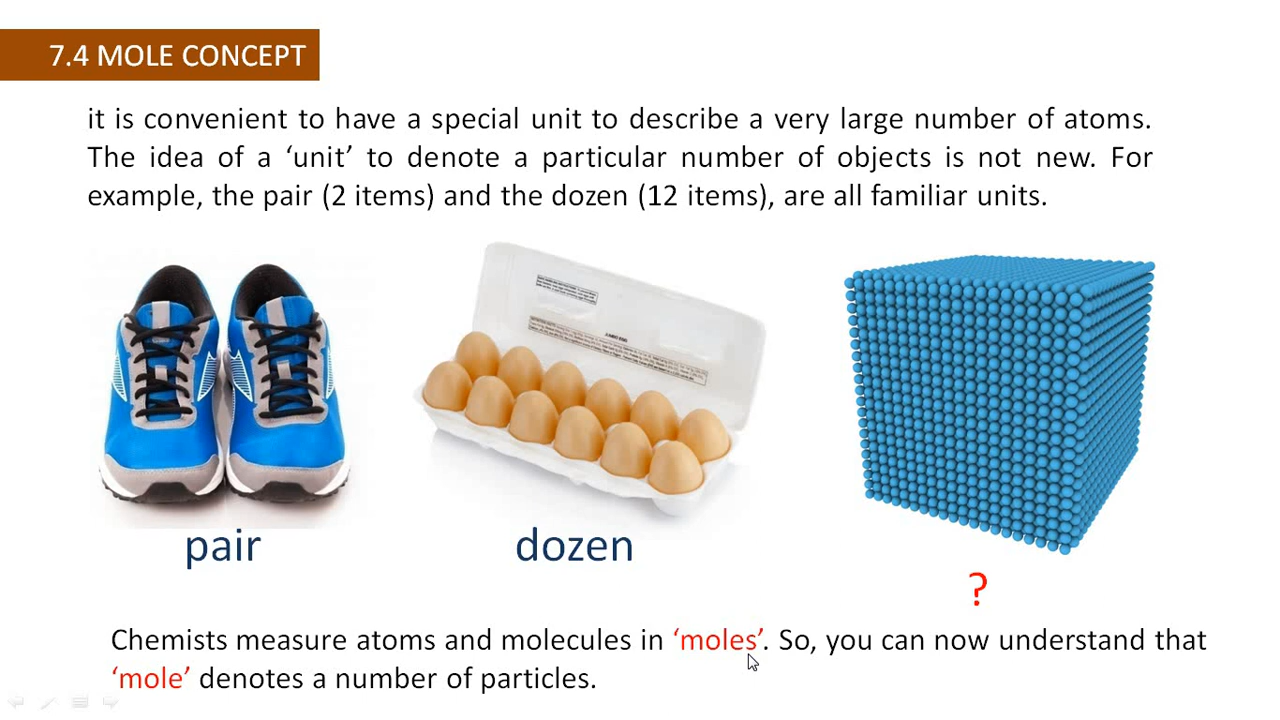 7.4 MOLE CONCEPT
it is convenient to have a special unit to describe a very large number of atoms.
The idea of a ‘unit’ to denote a particular number of objects is not new. For
example, the pair (2 items) and the dozen (12 items), are all familiar units.
pair
dozen
?
Chemists measure atoms and molecules in ‘moles’. So, you can now understand that
‘mole’ denotes a number of particles.